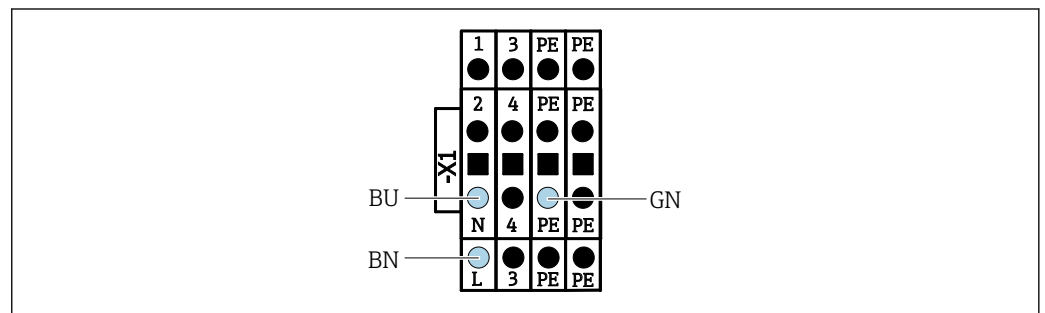 1 3 PE PE
2 4 PE PE
-X1
BU GN
N 4 PE PE
BN
L 3 PE PE